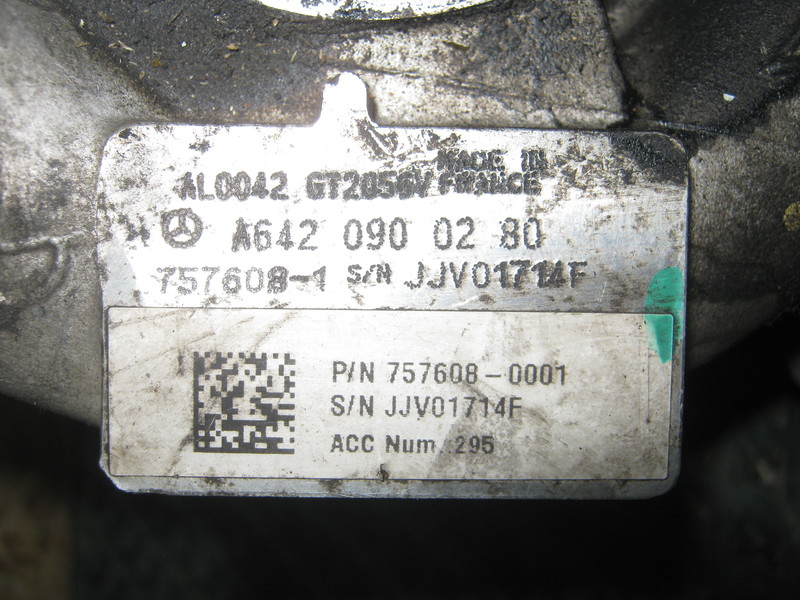 MADE IN
AL0042 GT2056V FRANCE
A642 090 02 80
757608-1 S/N JJV01714F
P/N 757608-0001
S/N JJV01714F
ACC Num.:295